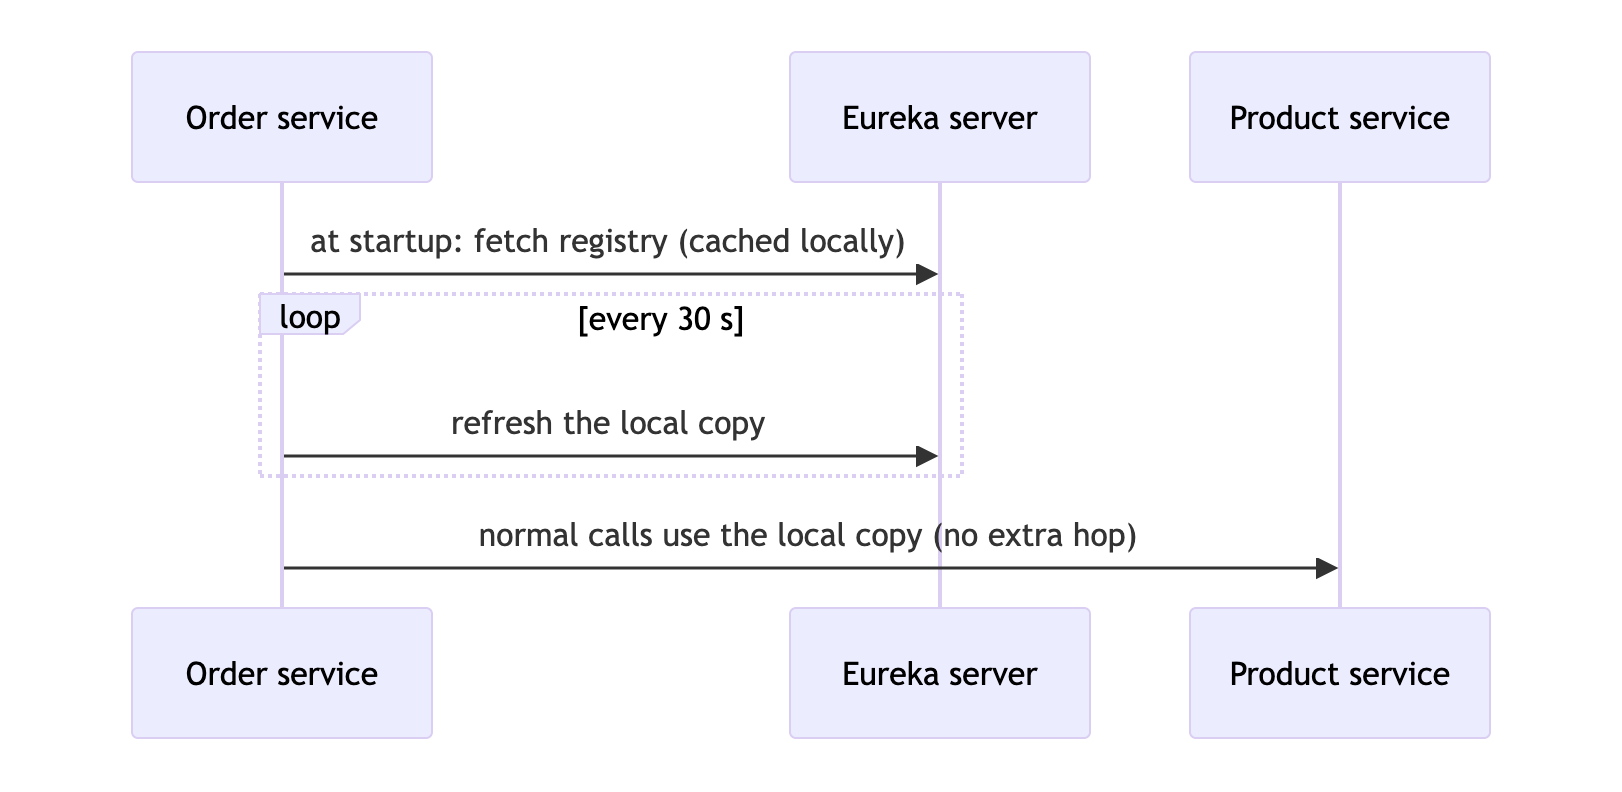 Order service
Eureka server
Product service
at startup: fetch registry (cached locally)
loop
[every 30 s]
refresh the local copy
normal calls use the local copy (no extra hop)
Order service
Eureka server
Product service